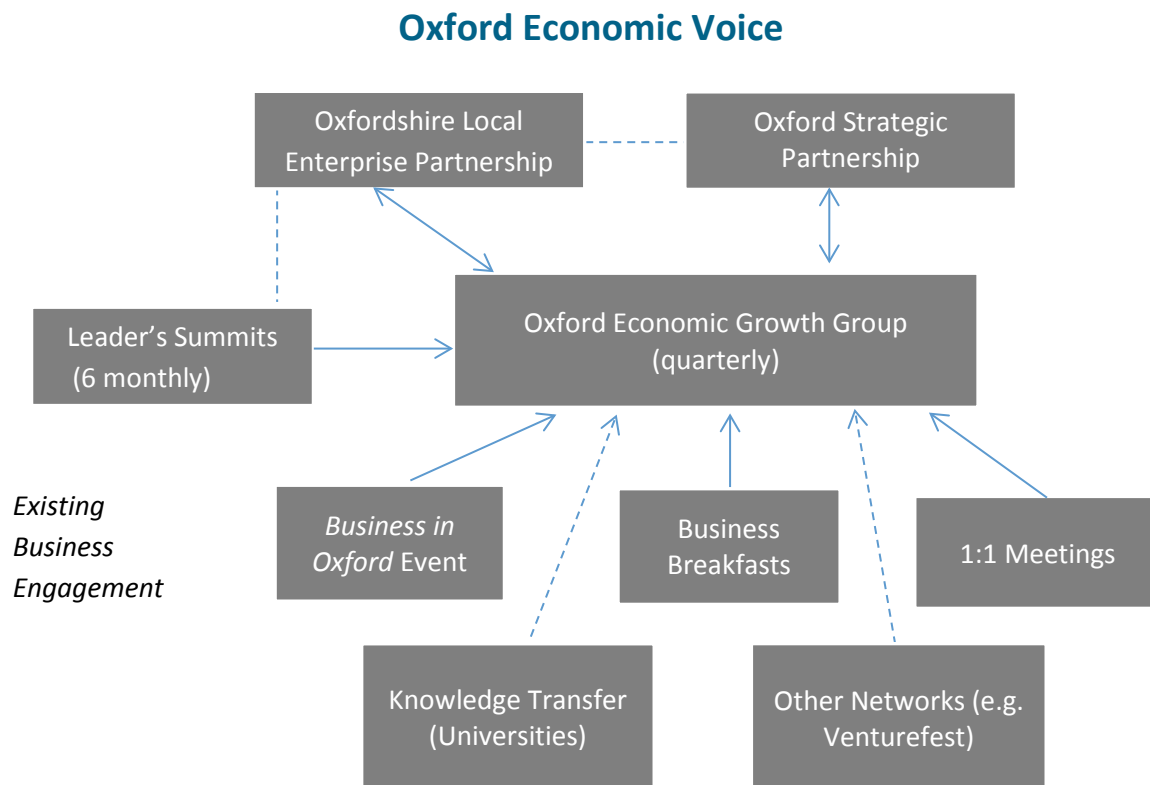 Oxford Economic Voice
Oxfordshire Local
Enterprise Partnership
Oxford Strategic
Partnership
Leader’s Summits
(6 monthly)
Oxford Economic Growth Group
(quarterly)
Existing
Business
Engagement
Business in
Oxford Event
Business
Breakfasts
1:1 Meetings
Knowledge Transfer
(Universities)
Other Networks (e.g.
Venturefest)